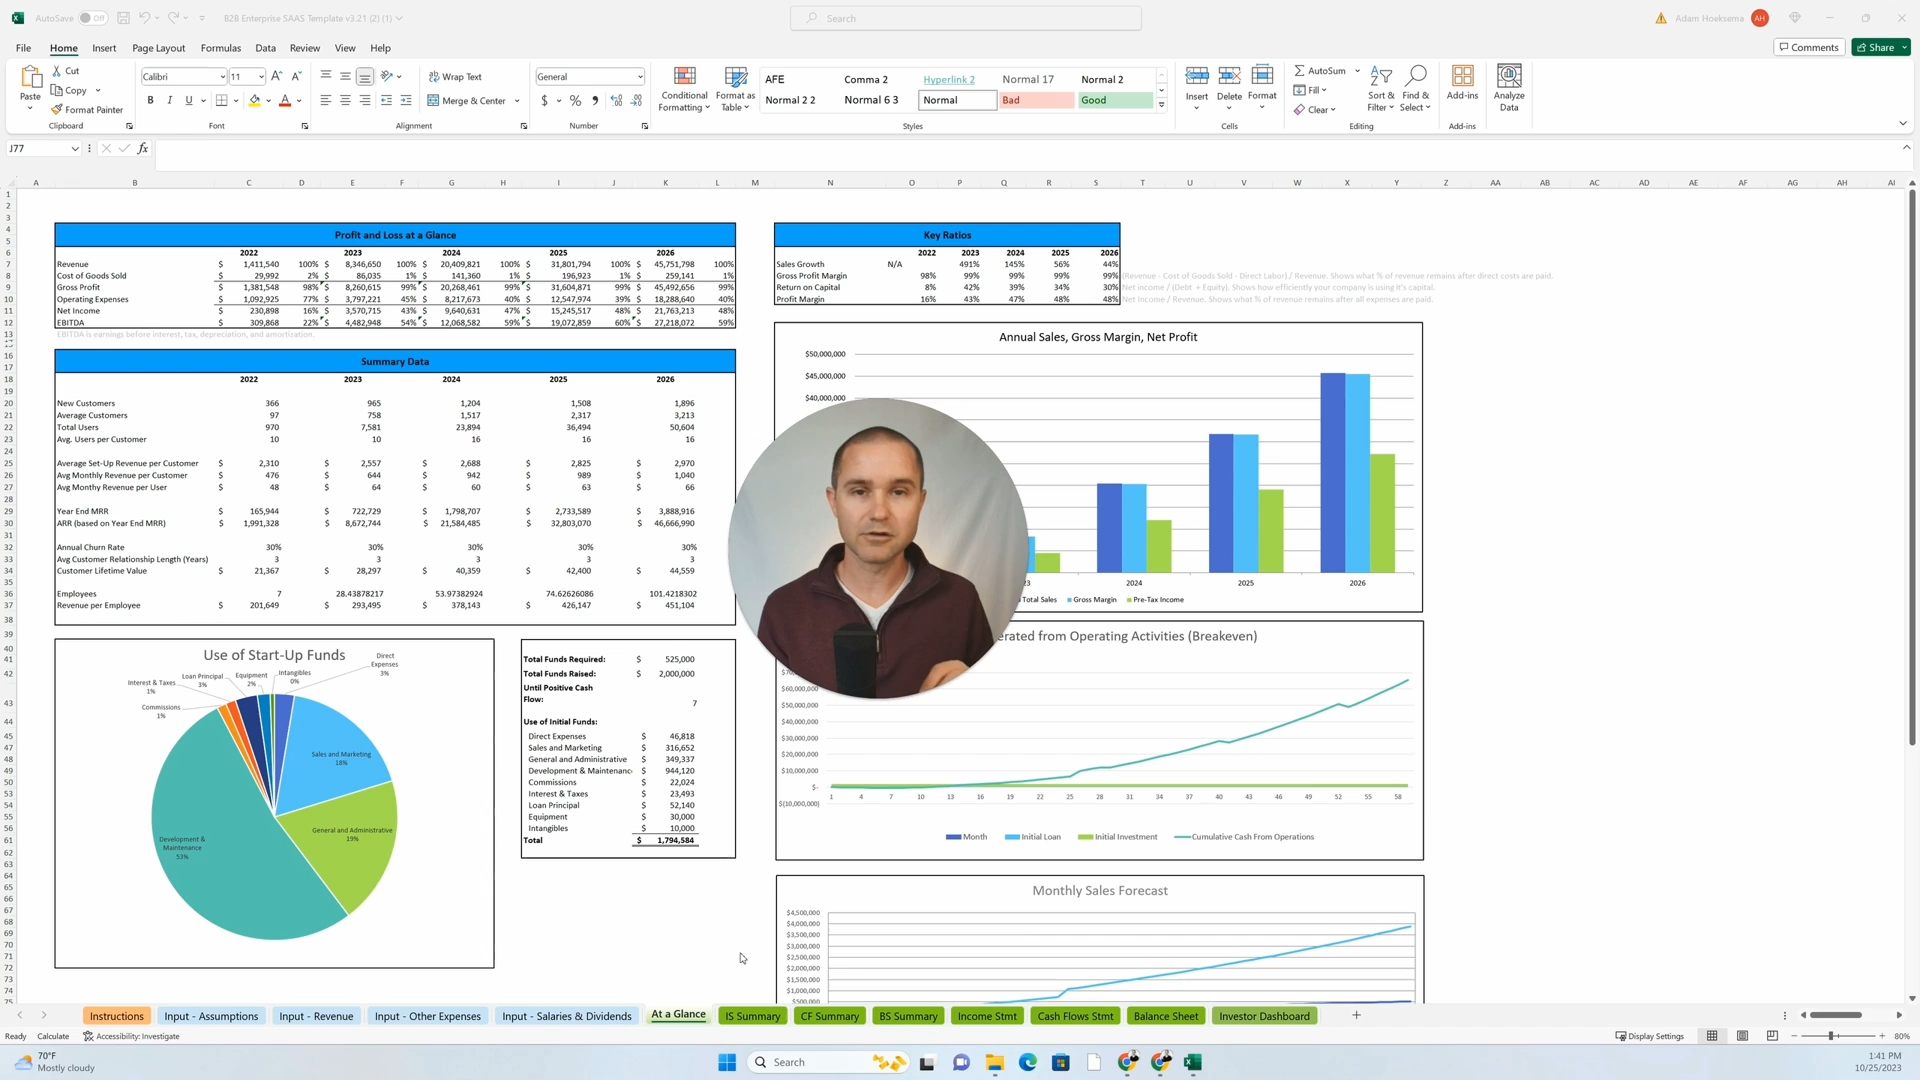 AutoSave Off B2B Enterprise SAAS Template v3.21 (2) (1) Search Adam Hoeksema AH
File Home Insert Page Layout Formulas Data Review View Help Comments Share
Paste Cut Copy Format Painter Clipboard
Calibri 11 B I U Font
Wrap Text Merge & Center Alignment
General $ % , Number
Conditional Formatting Format as Table
AFE Comma 2 Hyperlink 2 Normal 17 Normal 2
Normal 2 2 Normal 6 3 Normal Bad Good
Styles
Insert Delete Format Cells
AutoSum Fill Clear Sort & Filter Find & Select Editing
Add-ins Add-ins
Analyze Data
J77 fx
A B C D E F G H I J K L M N O P Q R S T U V W X Y Z AA AB AC AD AE AF AG AH AI
Profit and Loss at a Glance
2022 2023 2024 2025 2026
Revenue $ 1,411,540 100% $ 8,346,650 100% $ 20,409,821 100% $ 31,801,794 100% $ 45,751,798 100%
Cost of Goods Sold $ 29,992 2% $ 86,035 1% $ 141,360 1% $ 196,923 1% $ 259,141 1%
Gross Profit $ 1,381,548 98% $ 8,260,615 99% $ 20,268,461 99% $ 31,604,871 99% $ 45,492,656 99%
Operating Expenses $ 1,092,925 77% $ 3,797,221 45% $ 8,217,673 40% $ 12,547,974 39% $ 18,288,640 40%
Net Income $ 230,898 16% $ 3,570,715 43% $ 9,640,631 47% $ 15,245,517 48% $ 21,763,213 48%
EBITDA $ 309,868 22% $ 4,482,948 54% $ 12,068,582 59% $ 19,072,859 60% $ 27,218,072 59%
EBITDA is earnings before interest, tax, depreciation, and amortization.
Key Ratios
2022 2023 2024 2025 2026
Sales Growth N/A 491% 145% 56% 44%
Gross Profit Margin 98% 99% 99% 99% 99% (Revenue - Cost of Goods Sold - Direct Labor) / Revenue. Shows what % of revenue remains after direct costs are paid.
Return on Capital 8% 42% 39% 34% 30% Net income / (Debt + Equity). Shows how efficiently your company is using it's capital.
Profit Margin 16% 43% 47% 48% 48% Net Income / Revenue. Shows what % of revenue remains after all expenses are paid.
Summary Data
2022 2023 2024 2025 2026
New Customers 366 965 1,204 1,508 1,896
Average Customers 97 758 1,517 2,317 3,213
Total Users 970 7,581 23,894 36,494 50,604
Avg. Users per Customer 10 10 16 16 16
Average Set-Up Revenue per Customer $ 2,310 $ 2,557 $ 2,688 $ 2,825 $ 2,970
Avg Monthly Revenue per Customer $ 476 $ 644 $ 942 $ 989 $ 1,040
Avg Monthy Revenue per User $ 48 $ 64 $ 60 $ 63 $ 66
Year End MRR $ 165,944 $ 722,729 $ 1,798,707 $ 2,733,589 $ 3,888,916
ARR (based on Year End MRR) $ 1,991,328 $ 8,672,744 $ 21,584,485 $ 32,803,070 $ 46,666,990
Annual Churn Rate 30% 30% 30% 30% 30%
Avg Customer Relationship Length (Years) 3 3 3 3 3
Customer Lifetime Value $ 21,367 $ 28,297 $ 40,359 $ 42,400 $ 44,559
Employees 7 28.43878217 53.97382924 74.62626086 101.4218302
Revenue per Employee $ 201,649 $ 293,495 $ 378,143 $ 426,147 $ 451,104
Annual Sales, Gross Margin, Net Profit
$50,000,000
$45,000,000
$40,000,000
23 2024 2025 2026
Total Sales Gross Margin Pre-Tax Income
Use of Start-Up Funds
Direct Expenses 3%
Intangibles 0%
Equipment 2%
Loan Principal 3%
Interest & Taxes 1%
Commissions 1%
Sales and Marketing 18%
General and Administrative 19%
Development & Maintenance 53%
Total Funds Required: $ 525,000
Total Funds Raised: $ 2,000,000
Until Positive Cash Flow: 7
Use of Initial Funds:
Direct Expenses $ 46,818
Sales and Marketing $ 316,652
General and Administrative $ 349,337
Development & Maintenanc $ 944,120
Commissions $ 22,024
Interest & Taxes $ 23,493
Loan Principal $ 52,140
Equipment $ 30,000
Intangibles $ 10,000
Total $ 1,794,584
erated from Operating Activities (Breakeven)
$60,000,000
$50,000,000
$40,000,000
$30,000,000
$20,000,000
$10,000,000
$-
$(10,000,000)
1 4 7 10 13 16 19 22 25 28 31 34 37 40 43 46 49 52 55 58
Month Initial Loan Initial Investment Cumulative Cash From Operations
Monthly Sales Forecast
$4,500,000
$4,000,000
$3,500,000
$3,000,000
$2,500,000
$2,000,000
$1,500,000
$1,000,000
$500,000
Instructions Input - Assumptions Input - Revenue Input - Other Expenses Input - Salaries & Dividends At a Glance IS Summary CF Summary BS Summary Income Stmt Cash Flows Stmt Balance Sheet Investor Dashboard
Ready Calculate Accessibility: Investigate Display Settings 80%
70°F
Mostly cloudy
Search
1:41 PM
10/25/2023